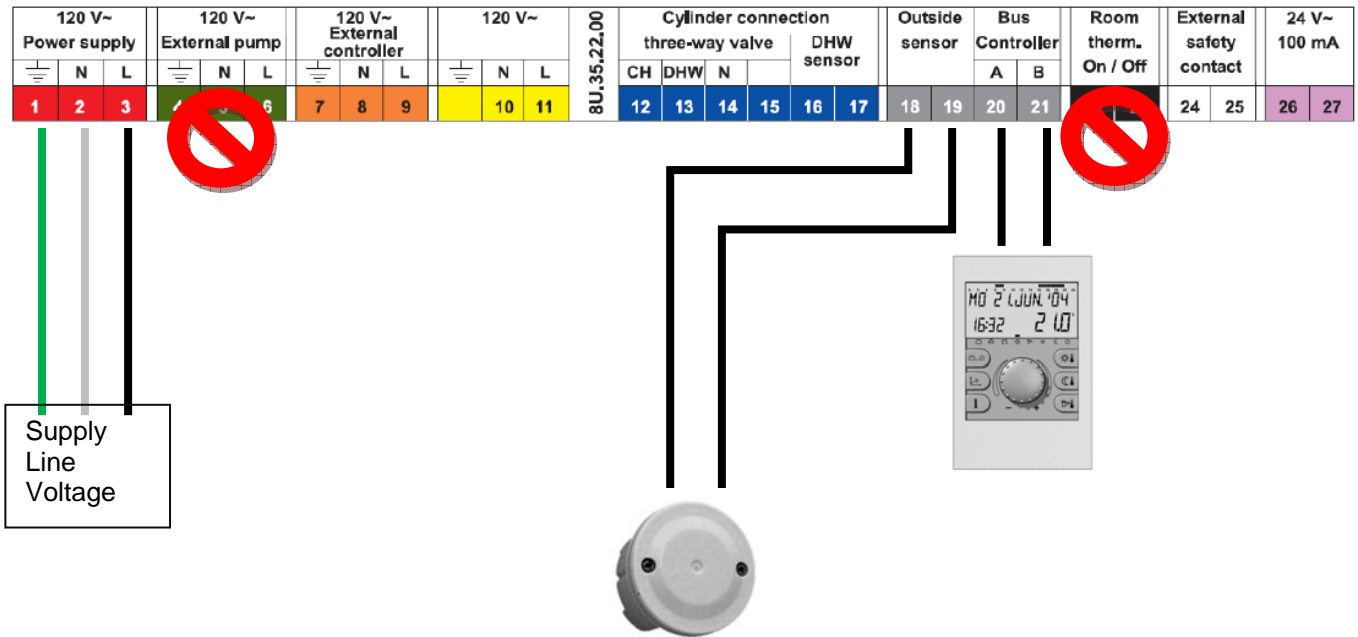 120 V~
Power supply
N L
1 2 3
120 V~
External pump
N L
4 5 6
120 V~
External
controller
N L
7 8 9
120 V~
N L
10 11
8U.35.22.00
Cylinder connection
three-way valve
DHW
sensor
CH DHW N
12 13 14 15 16 17
Outside
sensor
18 19
Bus
Controller
A B
20 21
Room
therm.
On / Off
External
safety
contact
24 25
24 V~
100 mA
26 27
MO 21.JUN.'04
16:32 21.0°
- +
Supply
Line
Voltage